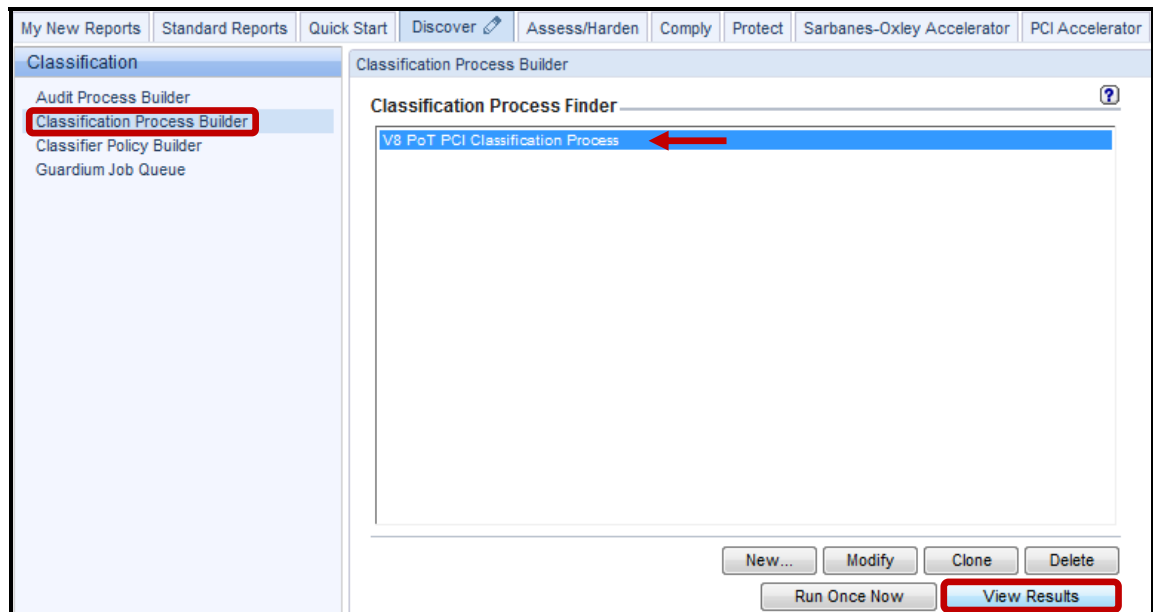 My New Reports Standard Reports Quick Start Discover Assess/Harden Comply Protect Sarbanes-Oxley Accelerator PCI Accelerator
Classification
Audit Process Builder
Classification Process Builder
Classifier Policy Builder
Guardium Job Queue
Classification Process Builder
Classification Process Finder
?
V8 PoT PCI Classification Process
New... Modify Clone Delete
Run Once Now View Results